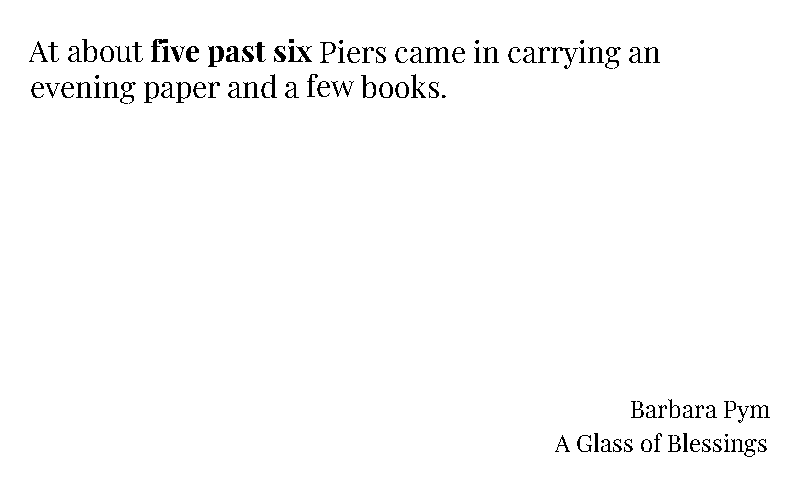 At about five past six Piers came in carrying an
evening paper and a few books.
Barbara Pym
A Glass of Blessings